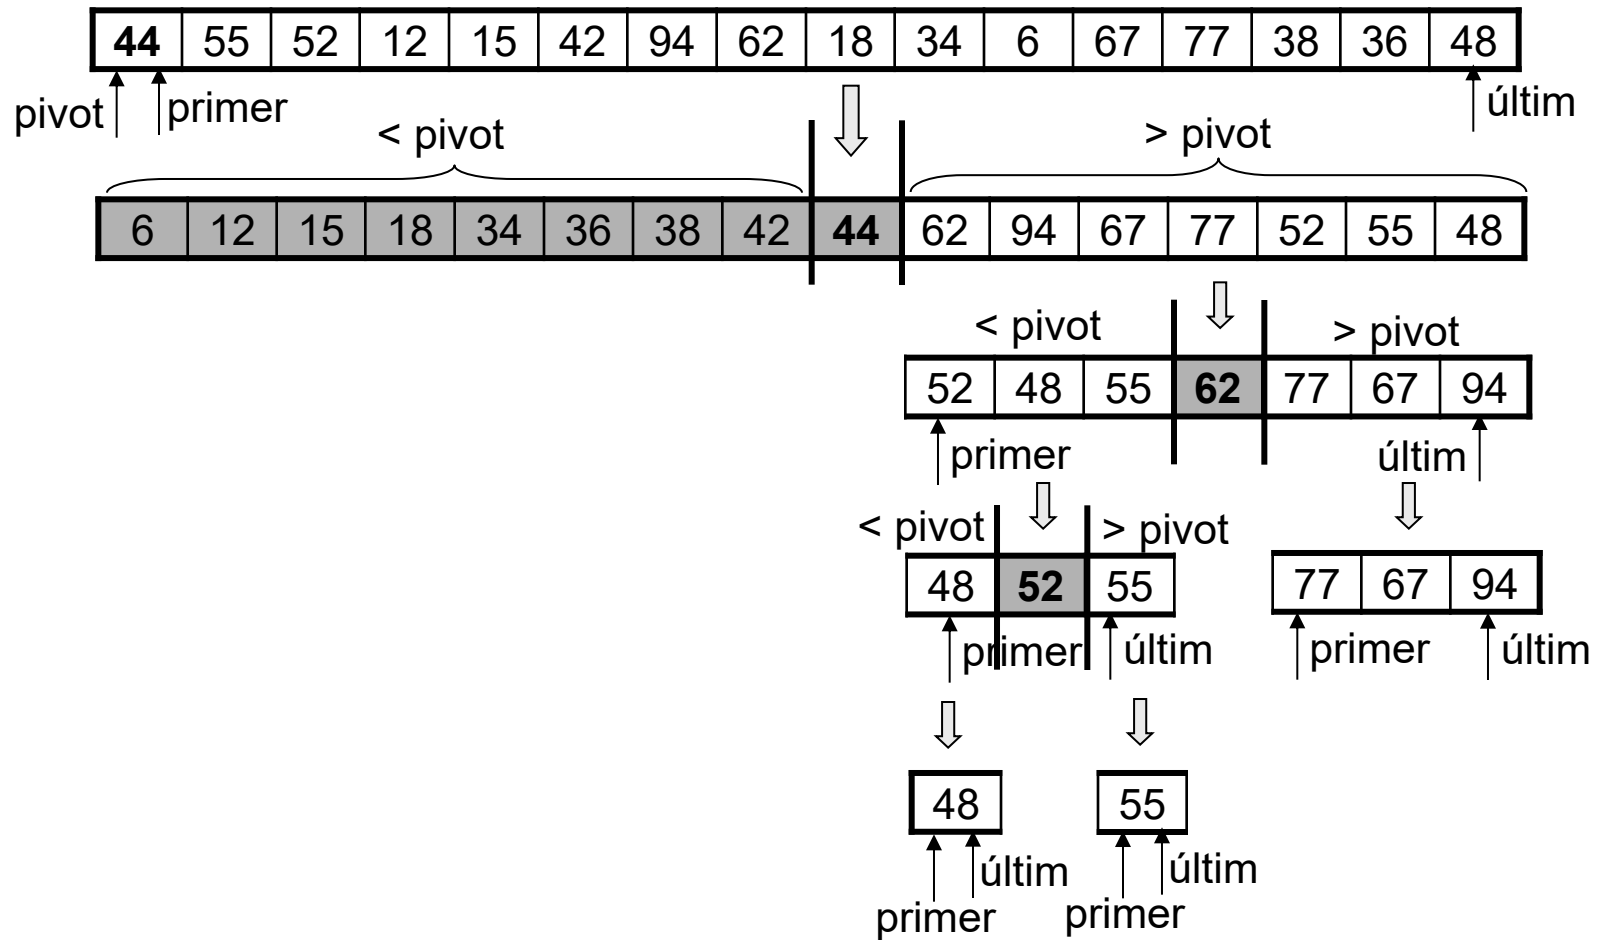 44 55 52 12 15 42 94 62 18 34 6 67 77 38 36 48
pivot primer últim
< pivot > pivot
6 12 15 18 34 36 38 42 44 62 94 67 77 52 55 48
< pivot > pivot
52 48 55 62 77 67 94
primer últim
< pivot > pivot
48 52 55 77 67 94
primer últim primer últim
48 55
últim últim
primer primer